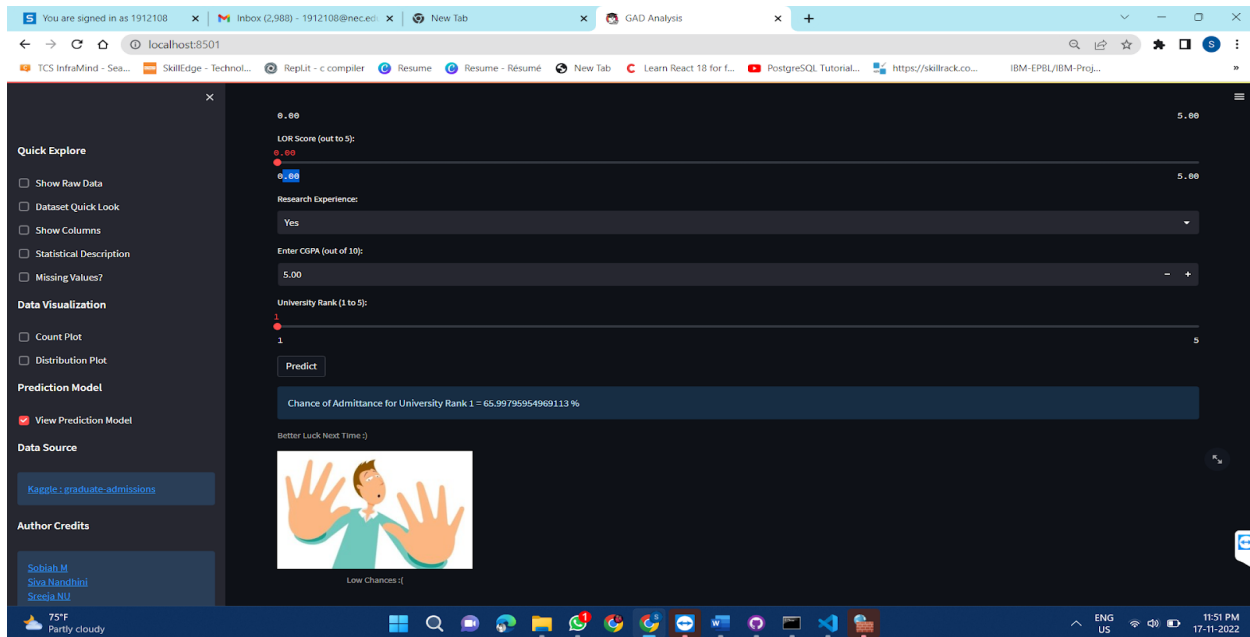 You are signed in as 1912108
Inbox (2,988) - 1912108@nec.ed
New Tab
GAD Analysis
localhost:8501
S
TCS InfraMind - Sea...
SkillEdge - Technol...
Repl.it - c compiler
Resume
Resume - Résumé
New Tab
Learn React 18 for f...
PostgreSQL Tutorial...
https://skillrack.co...
IBM-EPBL/IBM-Proj...
Quick Explore
Show Raw Data
Dataset Quick Look
Show Columns
Statistical Description
Missing Values?
Data Visualization
Count Plot
Distribution Plot
Prediction Model
View Prediction Model
Data Source
Kaggle : graduate-admissions
Author Credits
Sobiah M
Siva Nandhini
Sreeja NU
0.00 5.00
LOR Score (out to 5):
0.00
0.00 5.00
Research Experience:
Yes
Enter CGPA (out of 10):
5.00
University Rank (1 to 5):
1
1 5
Predict
Chance of Admittance for University Rank 1 = 65.99795954969113 %
Better Luck Next Time :)
Low Chances :(
75°F
Partly cloudy
1
ENG
US
11:51 PM
17-11-2022